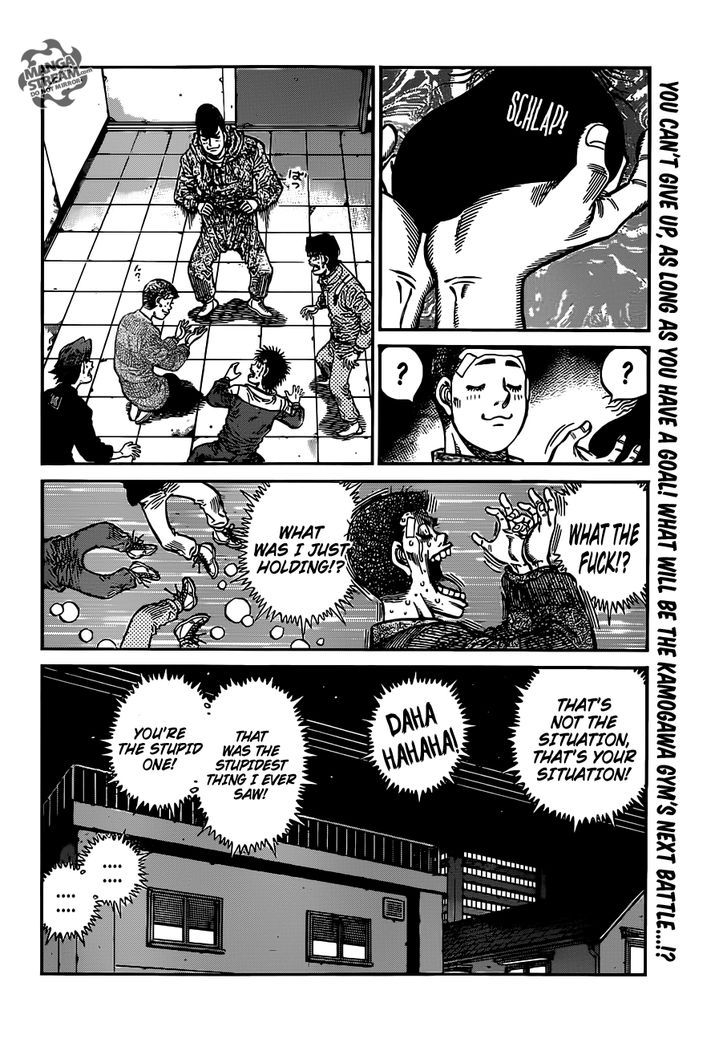 MANGA
STREAM.com
DO NOT MIRROR!
SCHLAP!
?
?
WHAT THE
FUCK!?
WHAT
WAS I JUST
HOLDING!?
THAT'S
NOT THE
SITUATION,
THAT'S YOUR
SITUATION!
DAHA
HAHAHA!
THAT
WAS THE
STUPIDEST
THING I EVER
SAW!
YOU'RE
THE STUPID
ONE!
....
....
....
....
YOU CAN'T GIVE UP, AS LONG AS YOU HAVE A GOAL! WHAT WILL BE THE KAMOGAWA GYM'S NEXT BATTLE...!?